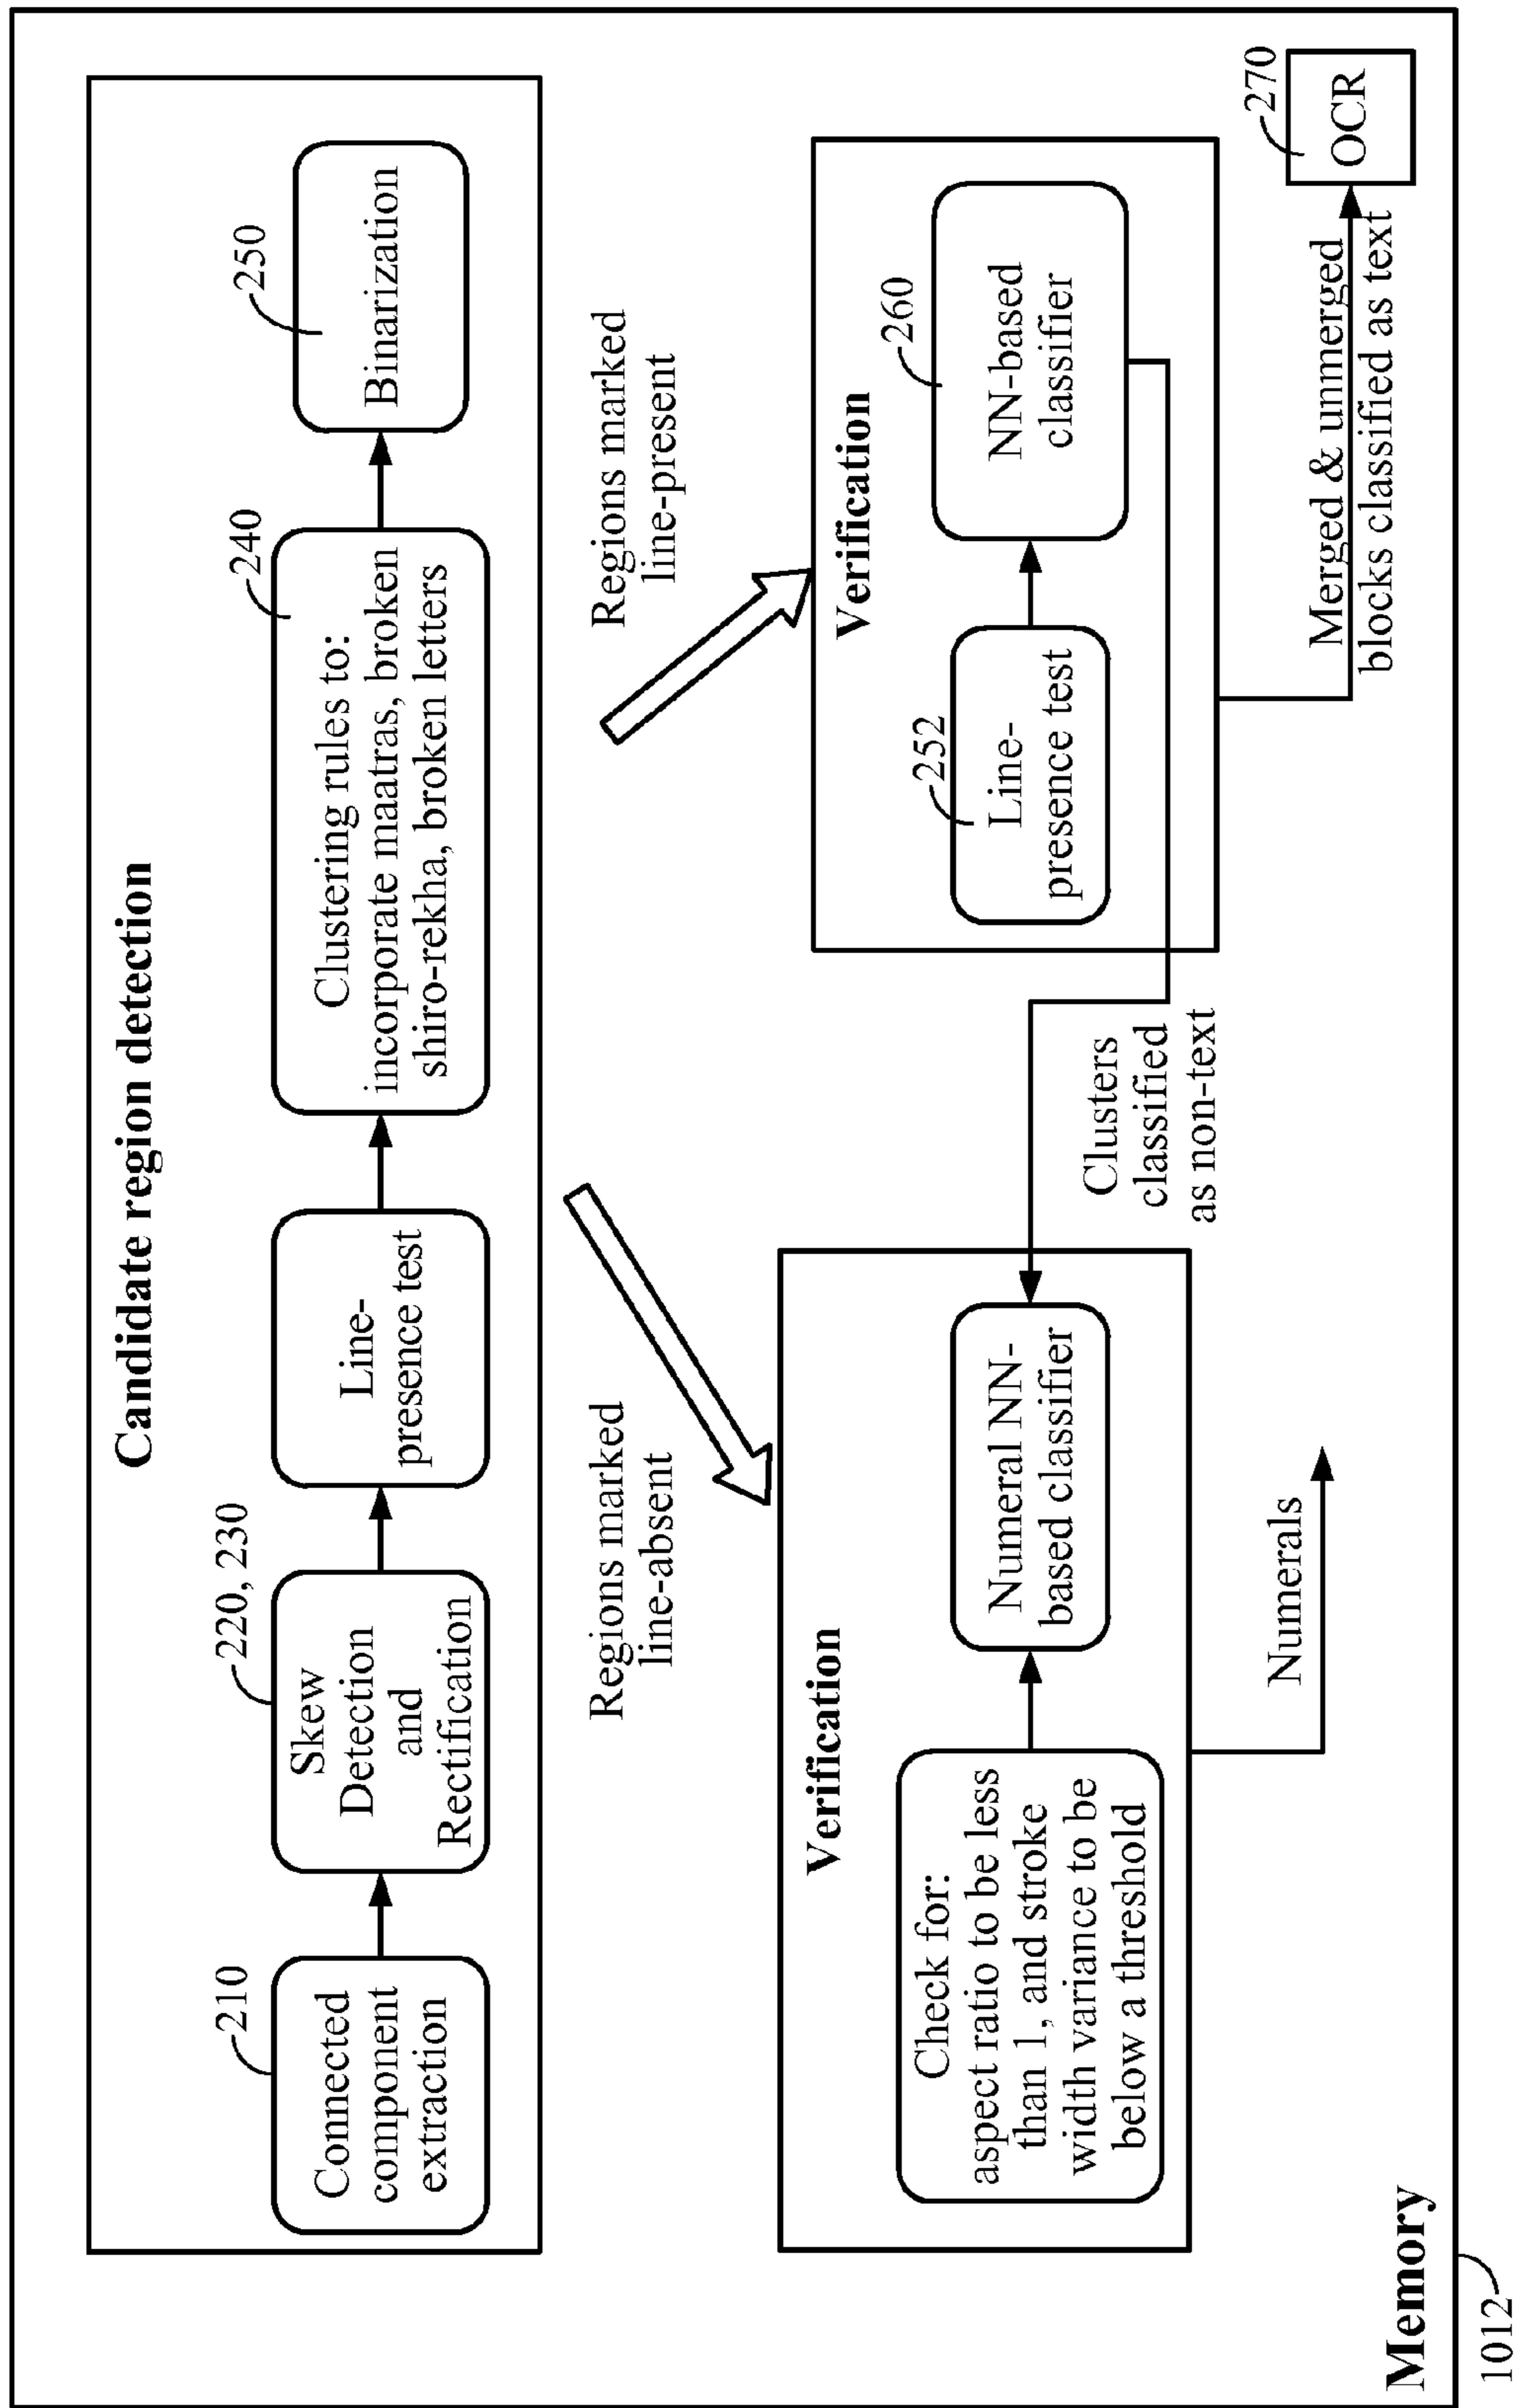 Candidate region detection
210
Connected
component
extraction
220, 230
Skew
Detection
and
Rectification
Line-
presence test
240
Clustering rules to:
incorporate maatras, broken
shiro-rekha, broken letters
250
Binarization
Regions marked
line-absent
Regions marked
line-present
Verification
Check for:
aspect ratio to be less
than 1, and stroke
width variance to be
below a threshold
Numeral NN-
based classifier
Numerals
Clusters
classified
as non-text
Verification
252
Line-
presence test
260
NN-based
classifier
Merged & unmerged
blocks classified as text
270
OCR
Memory
1012